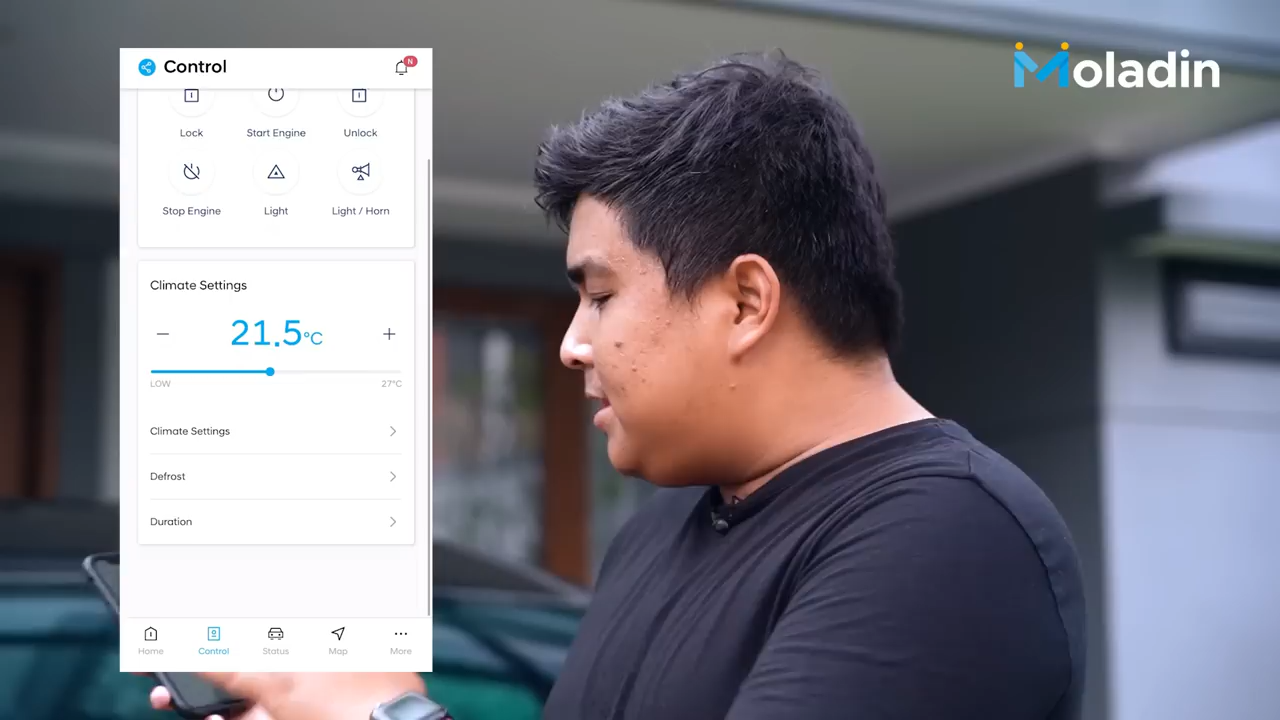 Control
N
Moladin
Lock
Start Engine
Unlock
Stop Engine
Light
Light / Horn
Climate Settings
21.5°C
LOW
27°C
Climate Settings
Defrost
Duration
Home
Control
Status
Map
More